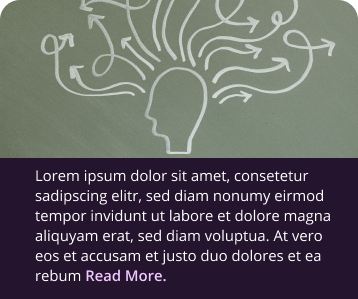 Lorem ipsum dolor sit amet, consetetur
sadipscing elitr, sed diam nonumy eirmod
tempor invidunt ut labore et dolore magna
aliquyam erat, sed diam voluptua. At vero
eos et accusam et justo duo dolores et ea
rebum Read More.